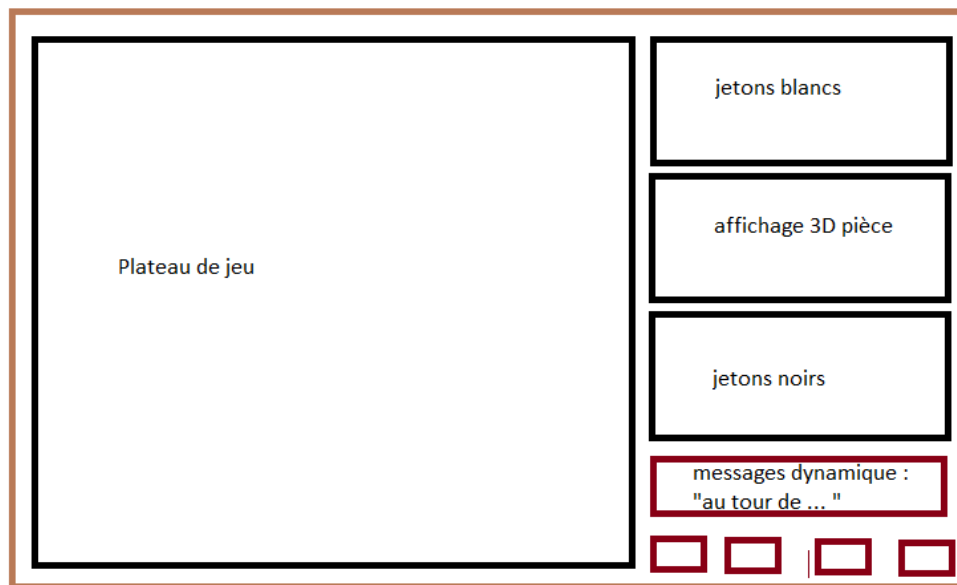 jetons blancs
affichage 3D pièce
Plateau de jeu
jetons noirs
messages dynamique :
"au tour de ... "